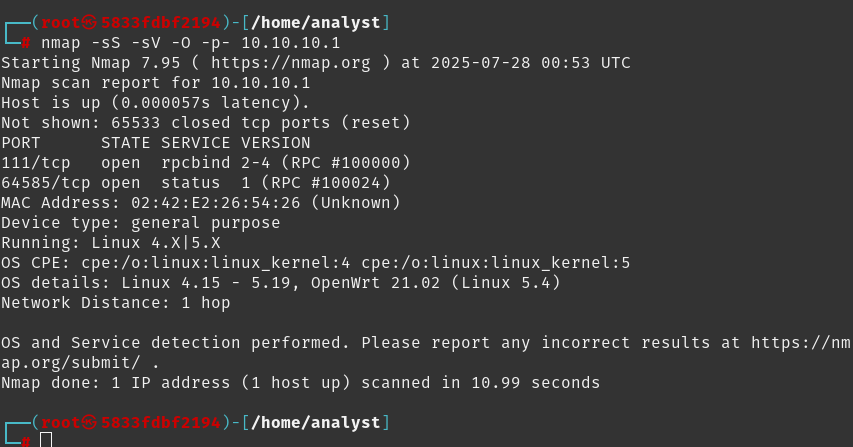 ┌──(root㉿5833fdbf2194)-[/home/analyst]
└─# nmap -sS -sV -O -p- 10.10.10.1
Starting Nmap 7.95 ( https://nmap.org ) at 2025-07-28 00:53 UTC
Nmap scan report for 10.10.10.1
Host is up (0.000057s latency).
Not shown: 65533 closed tcp ports (reset)
PORT      STATE SERVICE VERSION
111/tcp   open  rpcbind 2-4 (RPC #100000)
64585/tcp open  status  1 (RPC #100024)
MAC Address: 02:42:E2:26:54:26 (Unknown)
Device type: general purpose
Running: Linux 4.X|5.X
OS CPE: cpe:/o:linux:linux_kernel:4 cpe:/o:linux:linux_kernel:5
OS details: Linux 4.15 - 5.19, OpenWrt 21.02 (Linux 5.4)
Network Distance: 1 hop

OS and Service detection performed. Please report any incorrect results at https://nm
ap.org/submit/ .
Nmap done: 1 IP address (1 host up) scanned in 10.99 seconds

┌──(root㉿5833fdbf2194)-[/home/analyst]
└─#